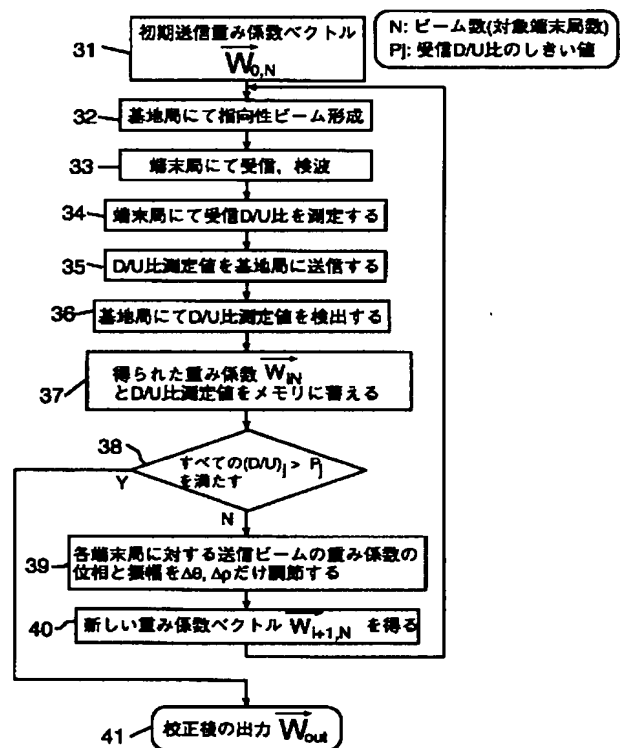 N: ビーム数(対象端末局数)
Pj: 受信D/U比のしきい値
31
初期送信重み係数ベクトル
W0,N
32
基地局にて指向性ビーム形成
33
端末局にて受信, 検波
34
端末局にて受信D/U比を測定する
35
D/U比測定値を基地局に送信する
36
基地局にてD/U比測定値を検出する
37
得られた重み係数 WiN
とD/U比測定値をメモリに蓄える
38
すべての(D/U)j > Pj
を満たす
Y
N
39
各端末局に対する送信ビームの重み係数の
位相と振幅をΔθ, Δρだけ調節する
40
新しい重み係数ベクトル Wi+1,N を得る
41
校正後の出力 Wout